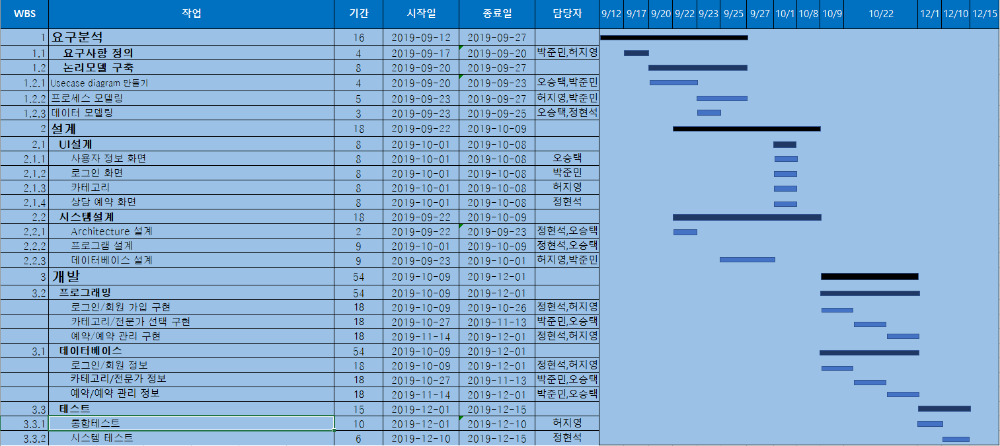 WBS 작업 기간 시작일 종료일 담당자 9/12 9/17 9/20 9/22 9/23 9/25 9/27 10/1 10/8 10/9 10/22 12/1 12/10 12/15
1 요구분석 16 2019-09-12 2019-09-27
1.1 요구사항 정의 4 2019-09-17 2019-09-20 박준민,허지영
1.2 논리모델 구축 8 2019-09-20 2019-09-27
1.2.1 Usecase diagram 만들기 4 2019-09-20 2019-09-23 오승택,박준민
1.2.2 프로세스 모델링 5 2019-09-23 2019-09-27 허지영,박준민
1.2.3 데이터 모델링 3 2019-09-23 2019-09-25 오승택,정현석
2 설계 18 2019-09-22 2019-10-09
2.1 UI설계 8 2019-10-01 2019-10-08
2.1.1 사용자 정보 화면 8 2019-10-01 2019-10-08 오승택
2.1.2 로그인 화면 8 2019-10-01 2019-10-08 박준민
2.1.3 카테고리 8 2019-10-01 2019-10-08 허지영
2.1.4 상담 예약 화면 8 2019-10-01 2019-10-08 정현석
2.2 시스템설계 18 2019-09-22 2019-10-09
2.2.1 Architecture 설계 2 2019-09-22 2019-09-23 정현석,오승택
2.2.2 프로그램 설계 9 2019-10-01 2019-10-09 정현석,오승택
2.2.3 데이터베이스 설계 9 2019-09-23 2019-10-01 허지영,박준민
3 개발 54 2019-10-09 2019-12-01
3.2 프로그래밍 54 2019-10-09 2019-12-01
로그인/회원 가입 구현 18 2019-10-09 2019-10-26 정현석,허지영
카테고리/전문가 선택 구현 18 2019-10-27 2019-11-13 박준민,오승택
예약/예약 관리 구현 18 2019-11-14 2019-12-01 정현석,허지영
3.1 데이터베이스 54 2019-10-09 2019-12-01
로그인/회원 정보 18 2019-10-09 2019-12-01 정현석,허지영
카테고리/전문가 정보 18 2019-10-27 2019-11-13 박준민,오승택
예약/예약 관리 정보 18 2019-11-14 2019-12-01 박준민,오승택
3.3 테스트 15 2019-12-01 2019-12-15
3.3.1 통합테스트 10 2019-12-01 2019-12-10 허지영
3.3.2 시스템 테스트 6 2019-12-10 2019-12-15 정현석